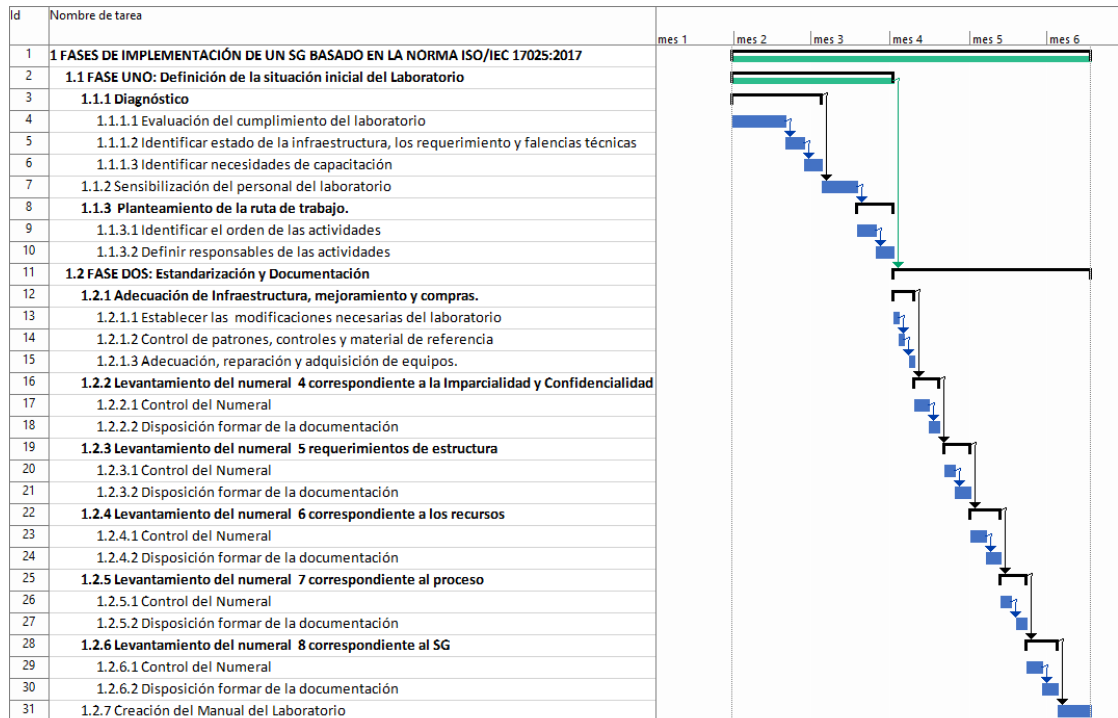 Id Nombre de tarea
mes 1 mes 2 mes 3 mes 4 mes 5 mes 6
1 1 FASES DE IMPLEMENTACIÓN DE UN SG BASADO EN LA NORMA ISO/IEC 17025:2017
2 1.1 FASE UNO: Definición de la situación inicial del Laboratorio
3 1.1.1 Diagnóstico
4 1.1.1.1 Evaluación del cumplimiento del laboratorio
5 1.1.1.2 Identificar estado de la infraestructura, los requerimiento y falencias técnicas
6 1.1.1.3 Identificar necesidades de capacitación
7 1.1.2 Sensibilización del personal del laboratorio
8 1.1.3 Planteamiento de la ruta de trabajo.
9 1.1.3.1 Identificar el orden de las actividades
10 1.1.3.2 Definir responsables de las actividades
11 1.2 FASE DOS: Estandarización y Documentación
12 1.2.1 Adecuación de Infraestructura, mejoramiento y compras.
13 1.2.1.1 Establecer las modificaciones necesarias del laboratorio
14 1.2.1.2 Control de patrones, controles y material de referencia
15 1.2.1.3 Adecuación, reparación y adquisición de equipos.
16 1.2.2 Levantamiento del numeral 4 correspondiente a la Imparcialidad y Confidencialidad
17 1.2.2.1 Control del Numeral
18 1.2.2.2 Disposición formar de la documentación
19 1.2.3 Levantamiento del numeral 5 requerimientos de estructura
20 1.2.3.1 Control del Numeral
21 1.2.3.2 Disposición formar de la documentación
22 1.2.4 Levantamiento del numeral 6 correspondiente a los recursos
23 1.2.4.1 Control del Numeral
24 1.2.4.2 Disposición formar de la documentación
25 1.2.5 Levantamiento del numeral 7 correspondiente al proceso
26 1.2.5.1 Control del Numeral
27 1.2.5.2 Disposición formar de la documentación
28 1.2.6 Levantamiento del numeral 8 correspondiente al SG
29 1.2.6.1 Control del Numeral
30 1.2.6.2 Disposición formar de la documentación
31 1.2.7 Creación del Manual del Laboratorio